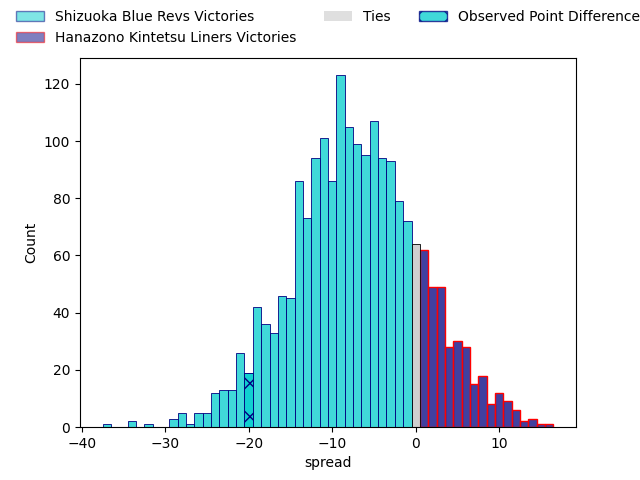 Shizuoka Blue Revs Victories
Hanazono Kintetsu Liners Victories
Ties
Observed Point Difference
120
100
80
60
40
20
0
Count
−40 −30 −20 −10 0 10
spread